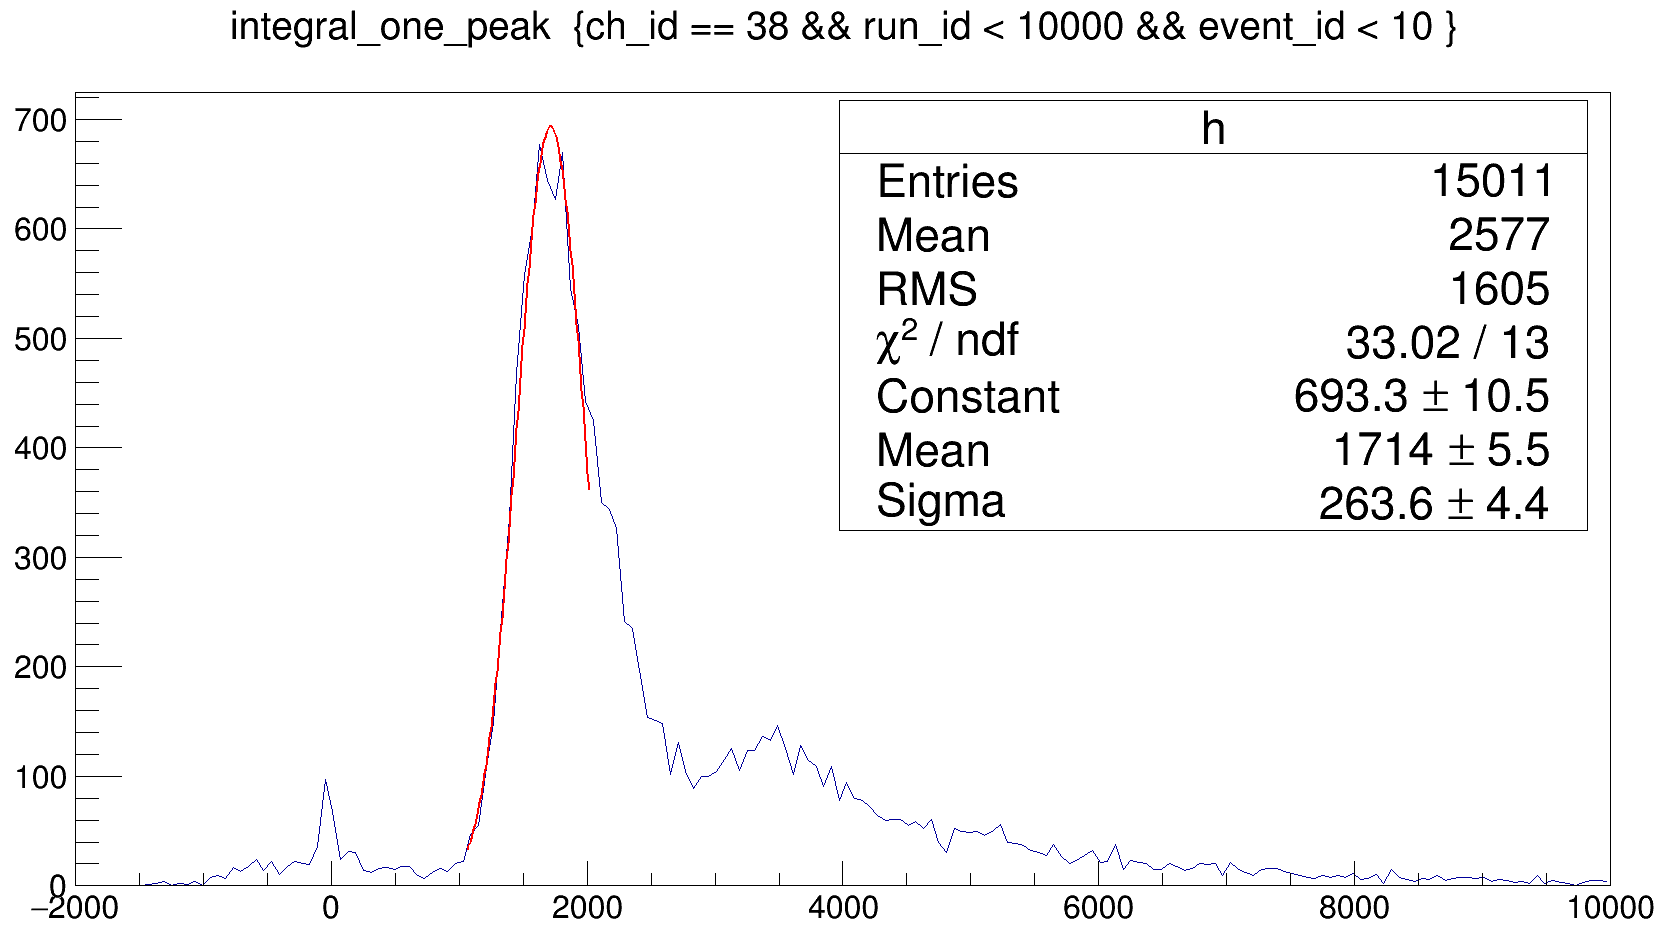 integral_one_peak {ch_id == 38 && run_id < 10000 && event_id < 10 }
h
Entries 15011
Mean 2577
RMS 1605
χ² / ndf 33.02 / 13
Constant 693.3 ± 10.5
Mean 1714 ± 5.5
Sigma 263.6 ± 4.4
700
600
500
400
300
200
100
0
−2000 0 2000 4000 6000 8000 10000